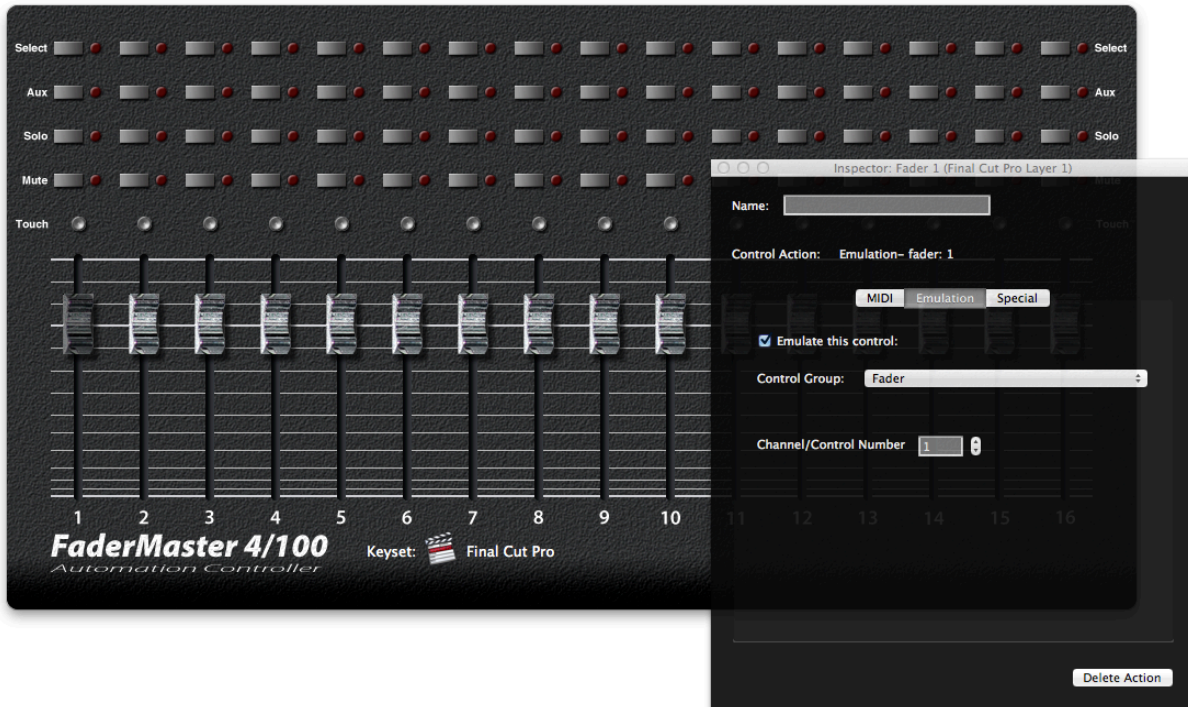 Select Select
Aux Aux
Solo Solo
Inspector: Fader 1 (Final Cut Pro Layer 1)
Mute Mute
Name:
Touch Touch
Control Action: Emulation- fader: 1
MIDI Emulation Special
Emulate this control:
Control Group: Fader
Channel/Control Number 1
1 2 3 4 5 6 7 8 9 10 11 12 13 14 15 16
FaderMaster 4/100
Keyset: Final Cut Pro
Automation Controller
Delete Action